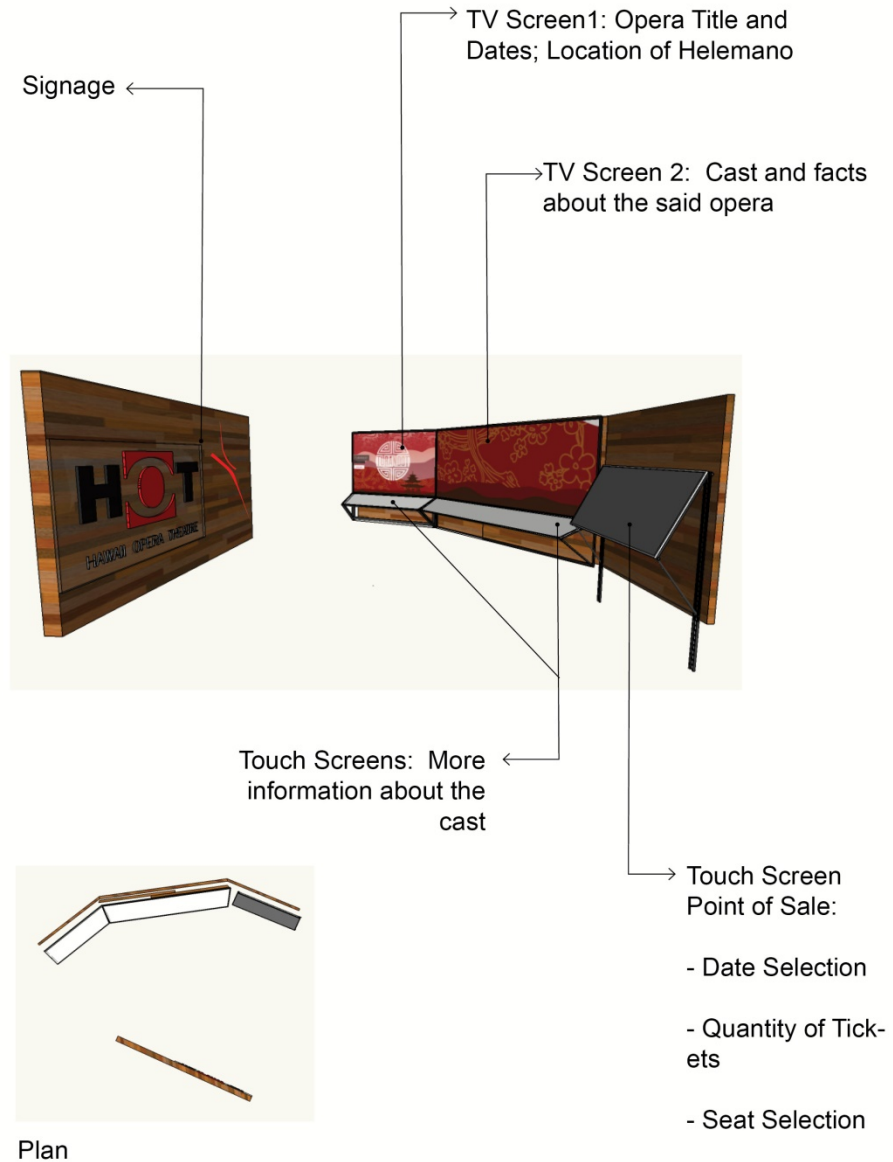 TV Screen1: Opera Title and
Dates; Location of Helemano
Signage
TV Screen 2: Cast and facts
about the said opera
HOT
HAWAII OPERA THEATRE
Touch Screens: More
information about the
cast
Touch Screen
Point of Sale:
- Date Selection
- Quantity of Tick-
ets
- Seat Selection
Plan